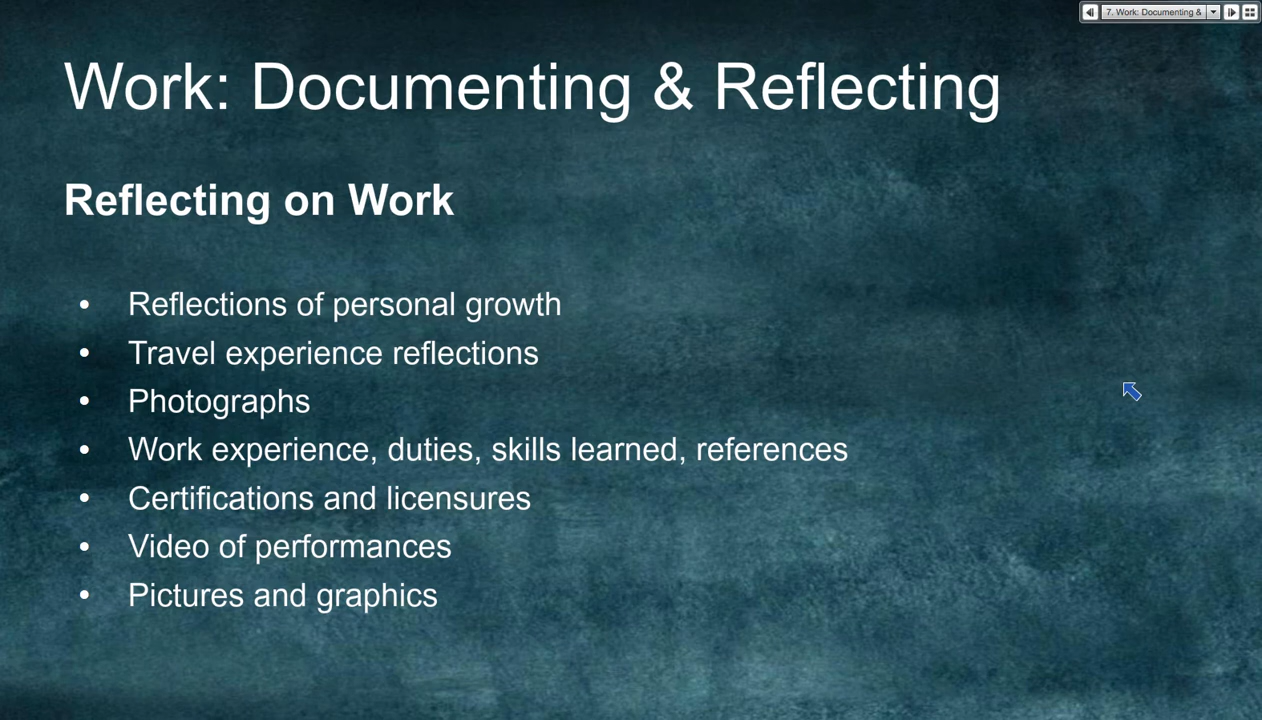 7. Work: Documenting &
Work: Documenting & Reflecting
Reflecting on Work
• Reflections of personal growth
• Travel experience reflections
• Photographs
• Work experience, duties, skills learned, references
• Certifications and licensures
• Video of performances
• Pictures and graphics